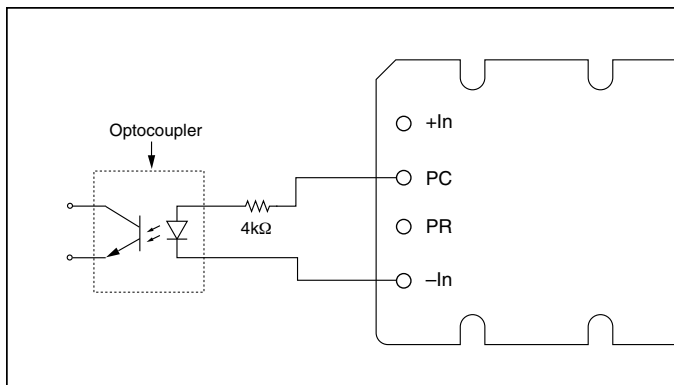 Optocoupler
4kΩ
+In
PC
PR
–In